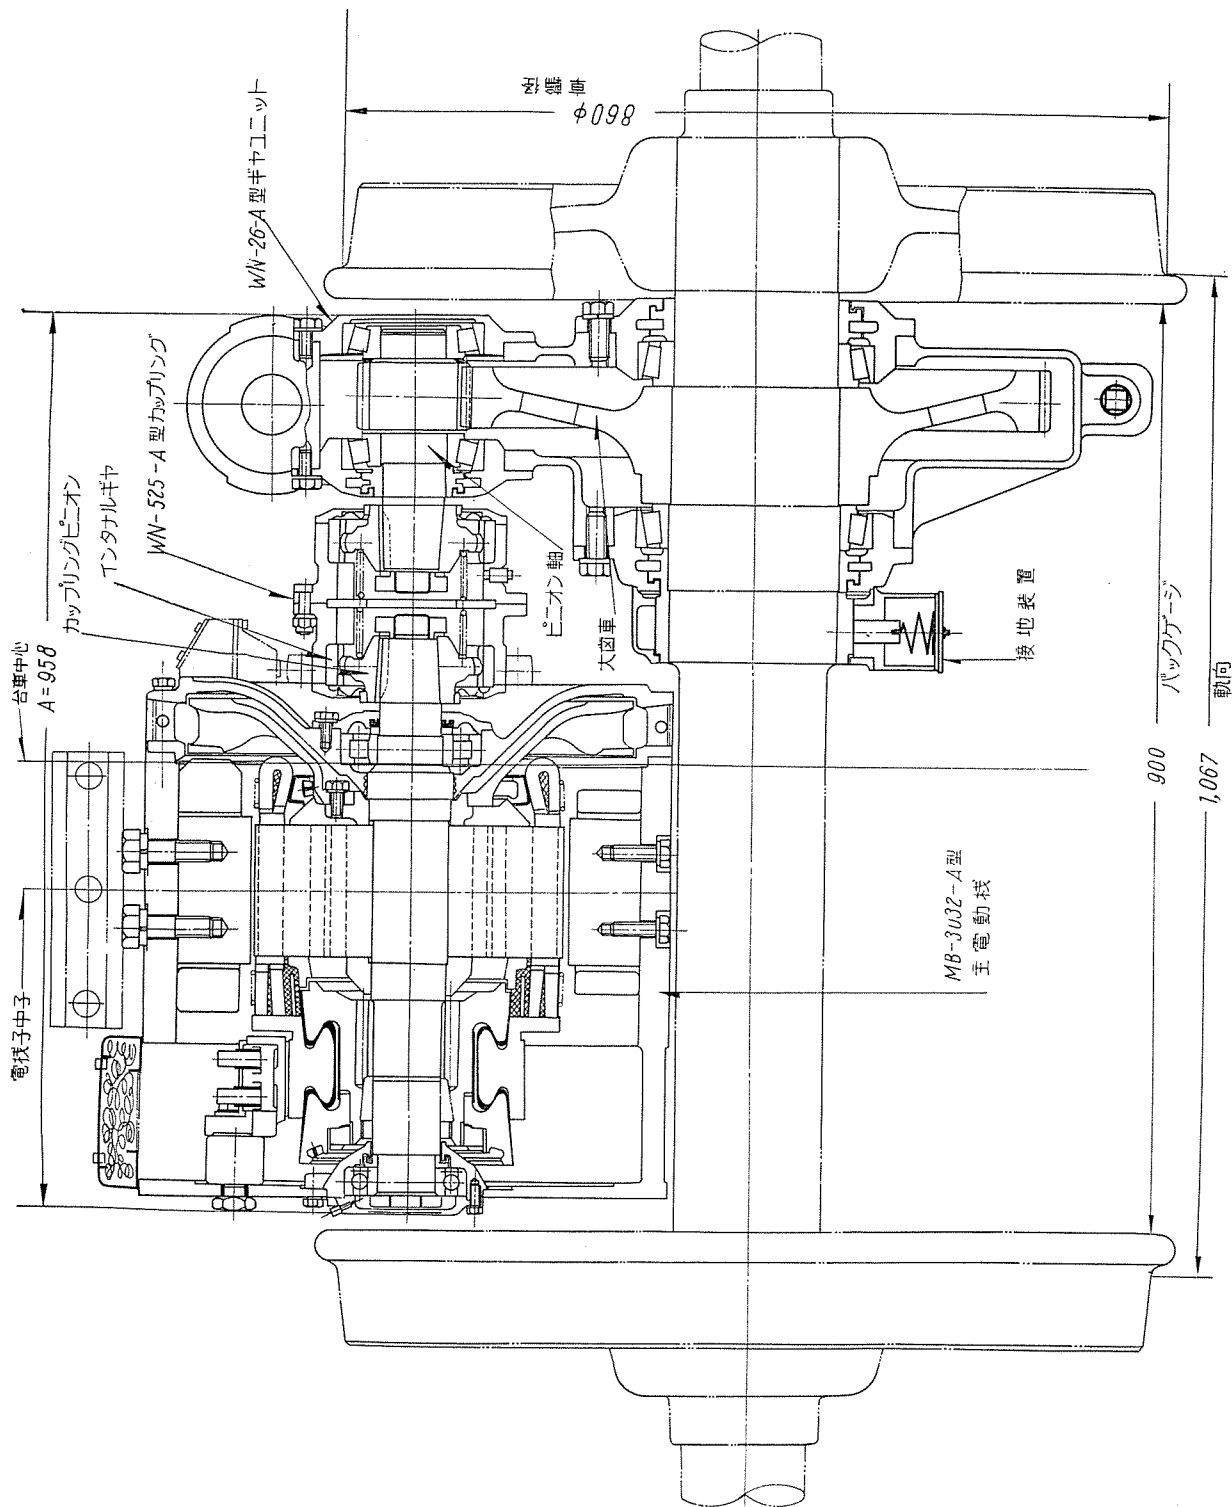 電機子中子
台車中心
A=958
カップリングピニオン
インタナルギヤ
WN-525-A型カップリング
WN-26-A型ギヤユニット
車輪径
860φ
ピニオン軸
大歯車
接地装置
MB-3032-A型
主電動機
900
バックゲージ
1,067
軌間